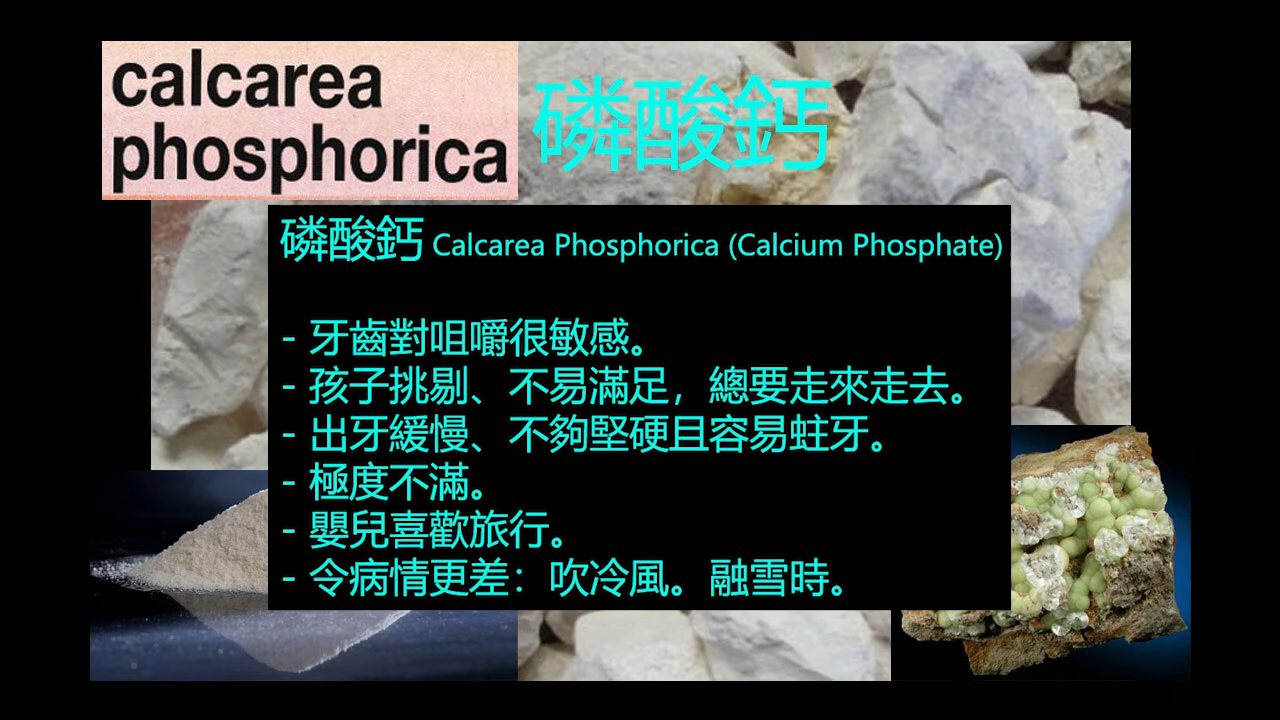 calcarea
phosphorica
磷酸鈣
磷酸鈣 Calcarea Phosphorica (Calcium Phosphate)
- 牙齒對咀嚼很敏感。
- 孩子挑剔、不易滿足，總要走來走去。
- 出牙緩慢、不夠堅硬且容易蛀牙。
- 極度不滿。
- 嬰兒喜歡旅行。
- 令病情更差：吹冷風。融雪時。